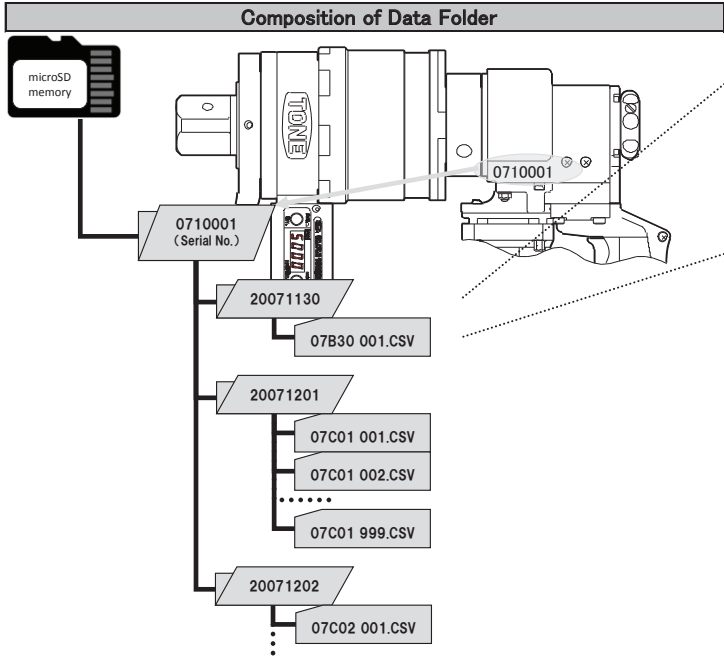 Composition of Data Folder
microSD
memory
TONE
0710001
0710001
(Serial No.)
20071130
07B30 001.CSV
20071201
07C01 001.CSV
07C01 002.CSV
07C01 999.CSV
20071202
07C02 001.CSV